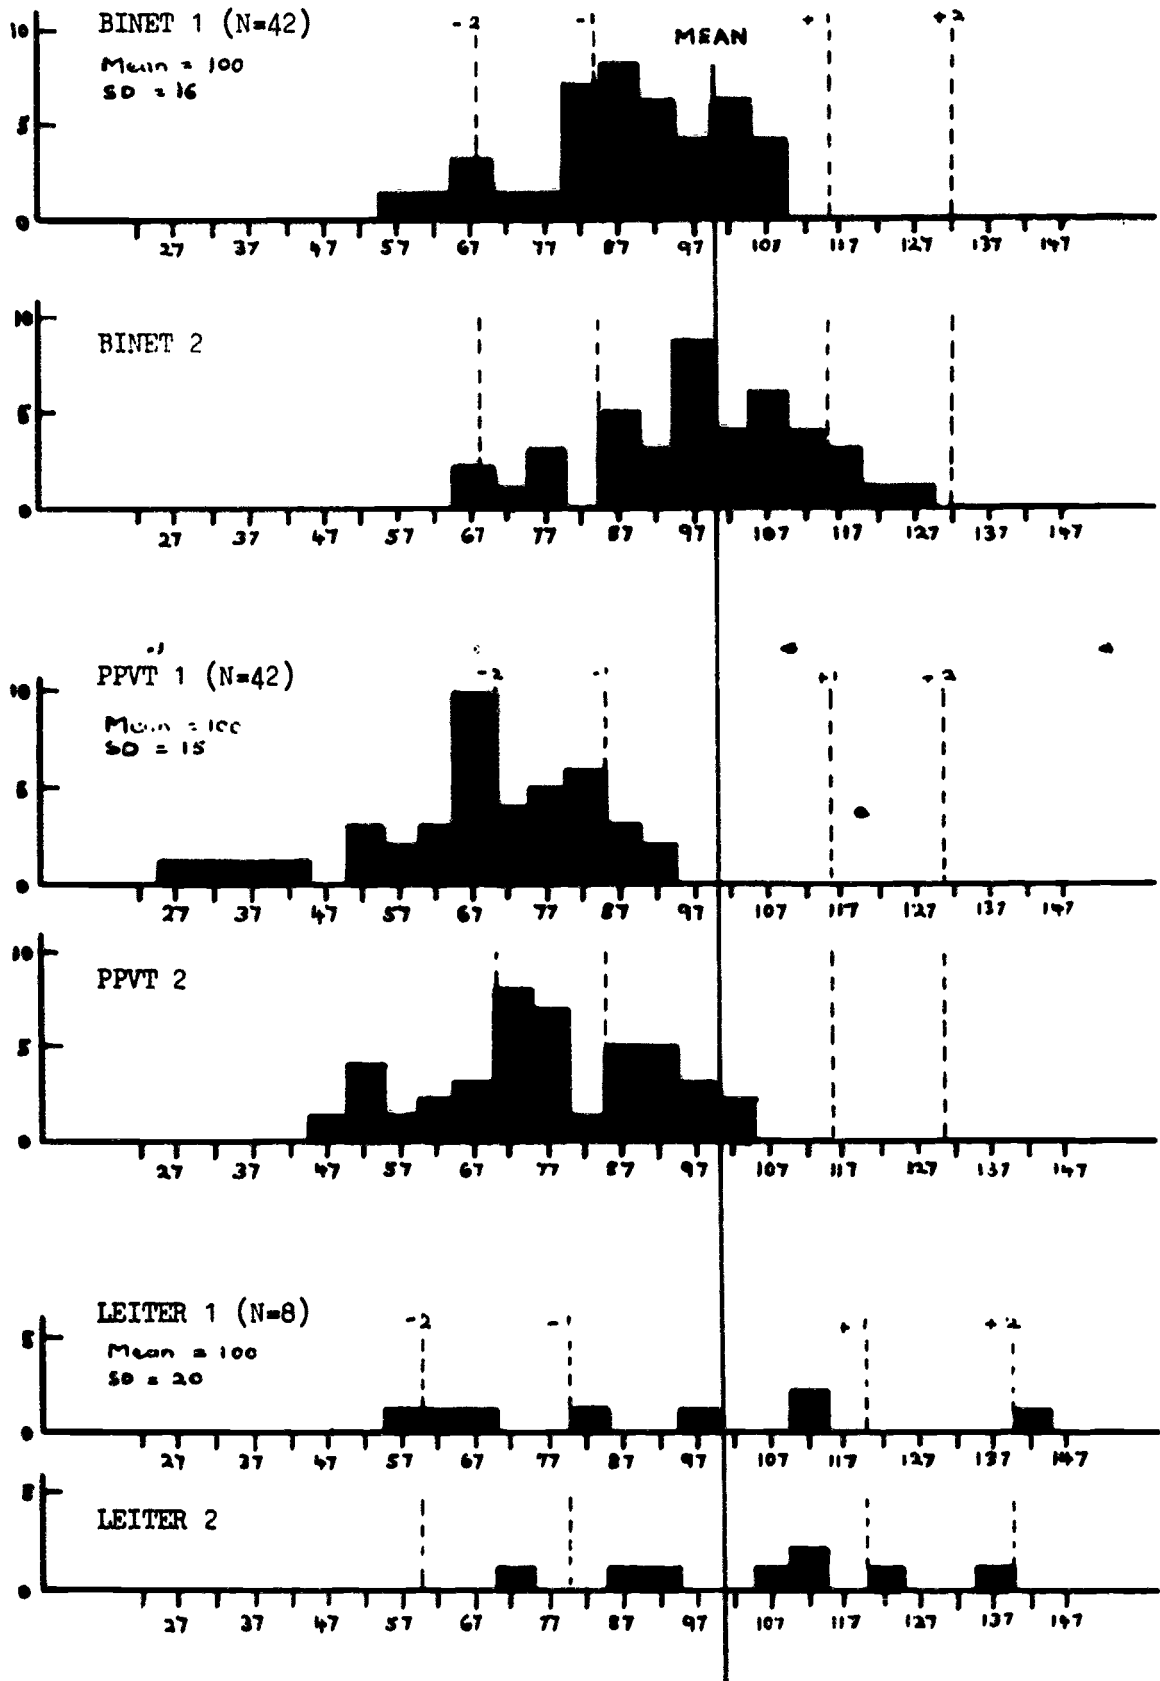 BINET 1 (N=42)
Mean = 100
SD = 16
-2 -1 MEAN +1 +2
10
5
0
27 37 47 57 67 77 87 97 107 117 127 137 147
BINET 2
10
5
0
27 37 47 57 67 77 87 97 107 117 127 137 147
PPVT 1 (N=42)
Mean = 100
SD = 15
-2 -1 +1 +2
10
5
0
27 37 47 57 67 77 87 97 107 117 127 137 147
PPVT 2
10
5
0
27 37 47 57 67 77 87 97 107 117 127 137 147
LEITER 1 (N=8)
Mean = 100
SD = 20
-2 -1 +1 +2
5
0
27 37 47 57 67 77 87 97 107 117 127 137 147
LEITER 2
5
0
27 37 47 57 67 77 87 97 107 117 127 137 147